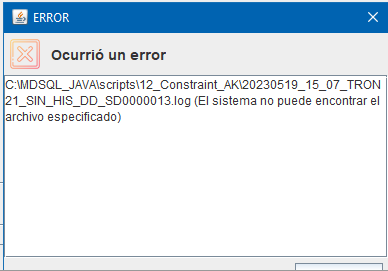 ERROR
Ocurrió un error
C:\MDSQL_JAVA\scripts\12_Constraint_AK\20230519_15_07_TRON
21_SIN_HIS_DD_SD0000013.log (El sistema no puede encontrar el
archivo especificado)